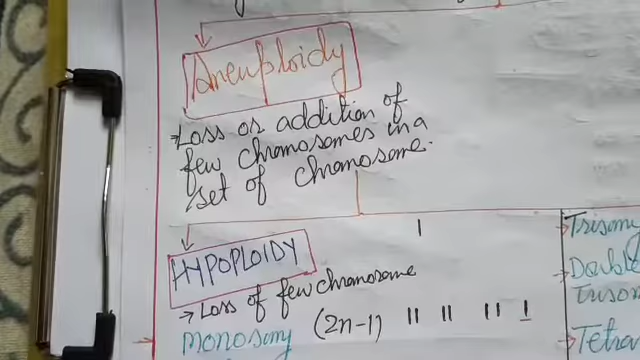 Aneuploidy
→ Loss or addition of
few chromosomes in a
set of chromosome.
HYPOPLOIDY
→ Loss of few chromosome
monosomy (2n-1) || || || |
→ Trisomy
→ Double
Trisom
→ Tetra